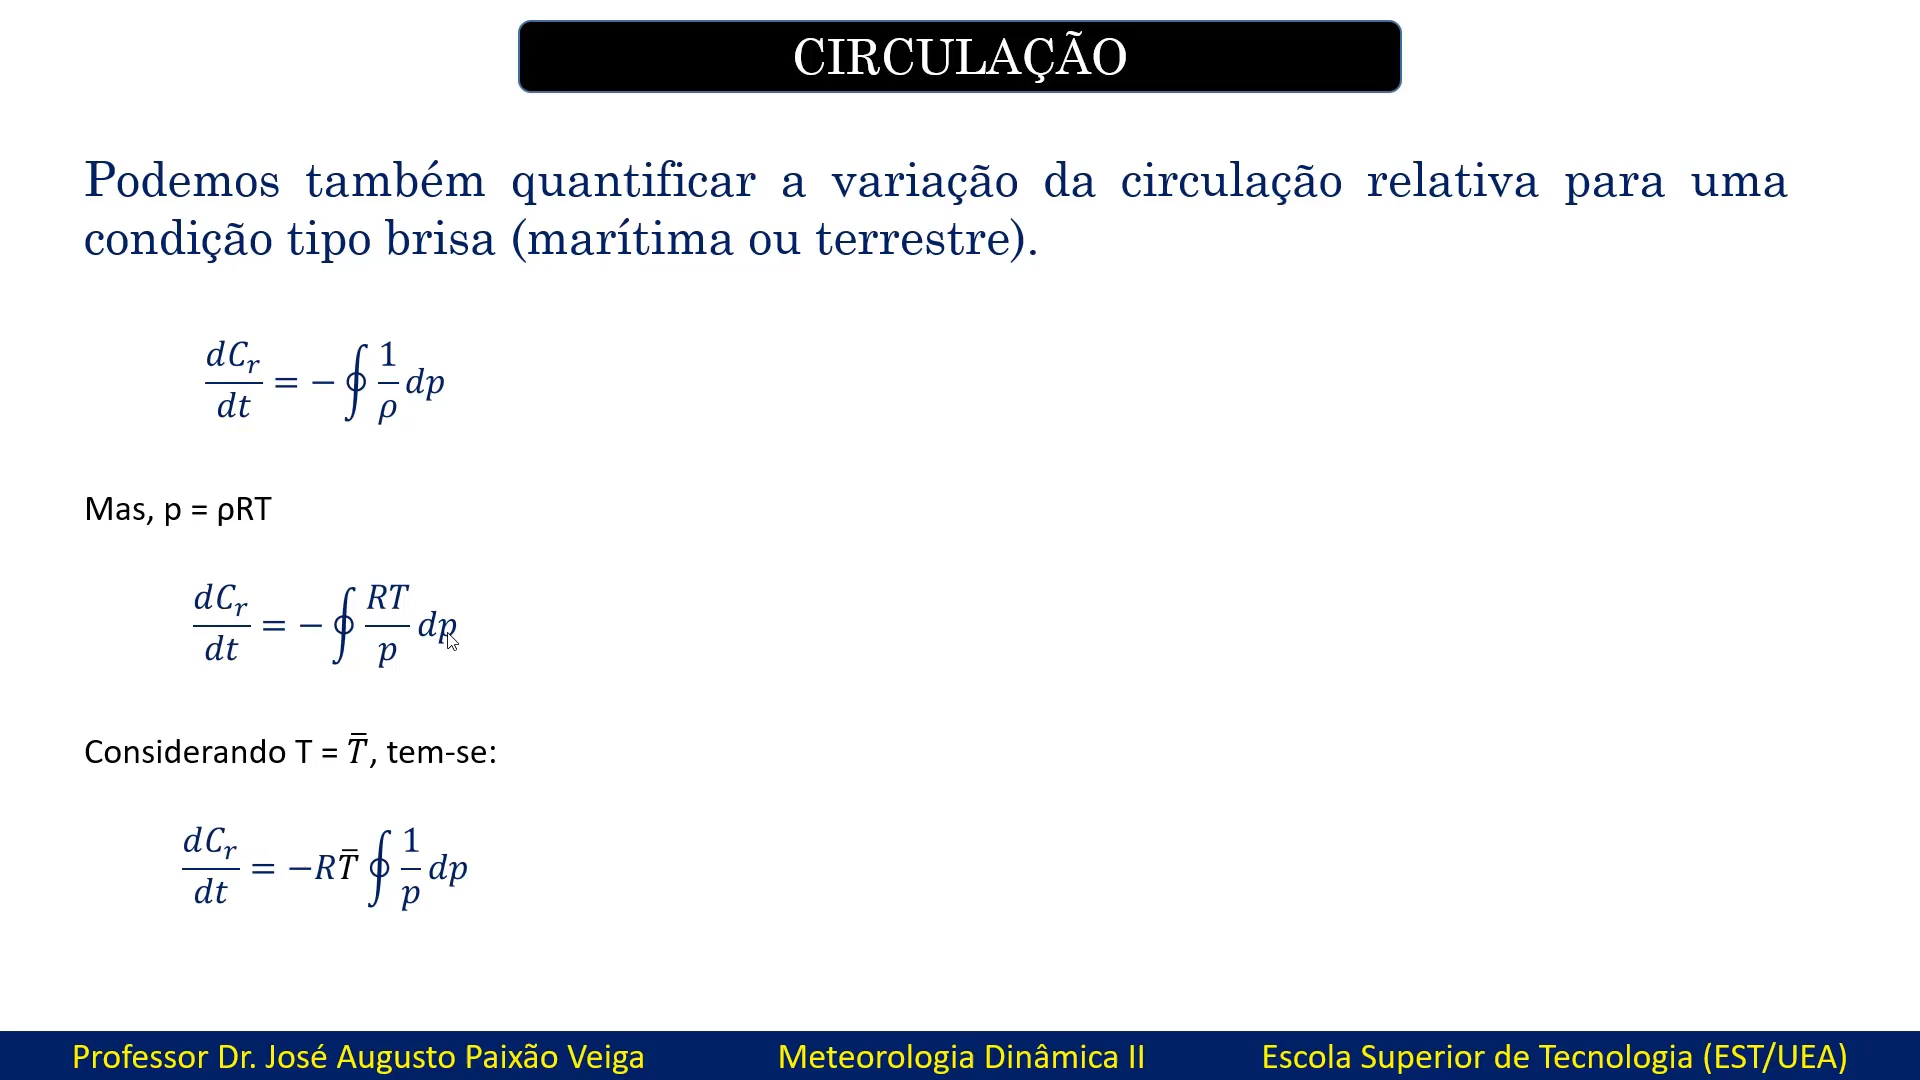 CIRCULAÇÃO
Podemos também quantificar a variação da circulação relativa para uma
condição tipo brisa (marítima ou terrestre).
dC_r/dt = −∮ 1/ρ dp
Mas, p = ρRT
dC_r/dt = −∮ RT/p dp
Considerando T = T̄, tem-se:
dC_r/dt = −RT̄ ∮ 1/p dp
Professor Dr. José Augusto Paixão Veiga Meteorologia Dinâmica II Escola Superior de Tecnologia (EST/UEA)